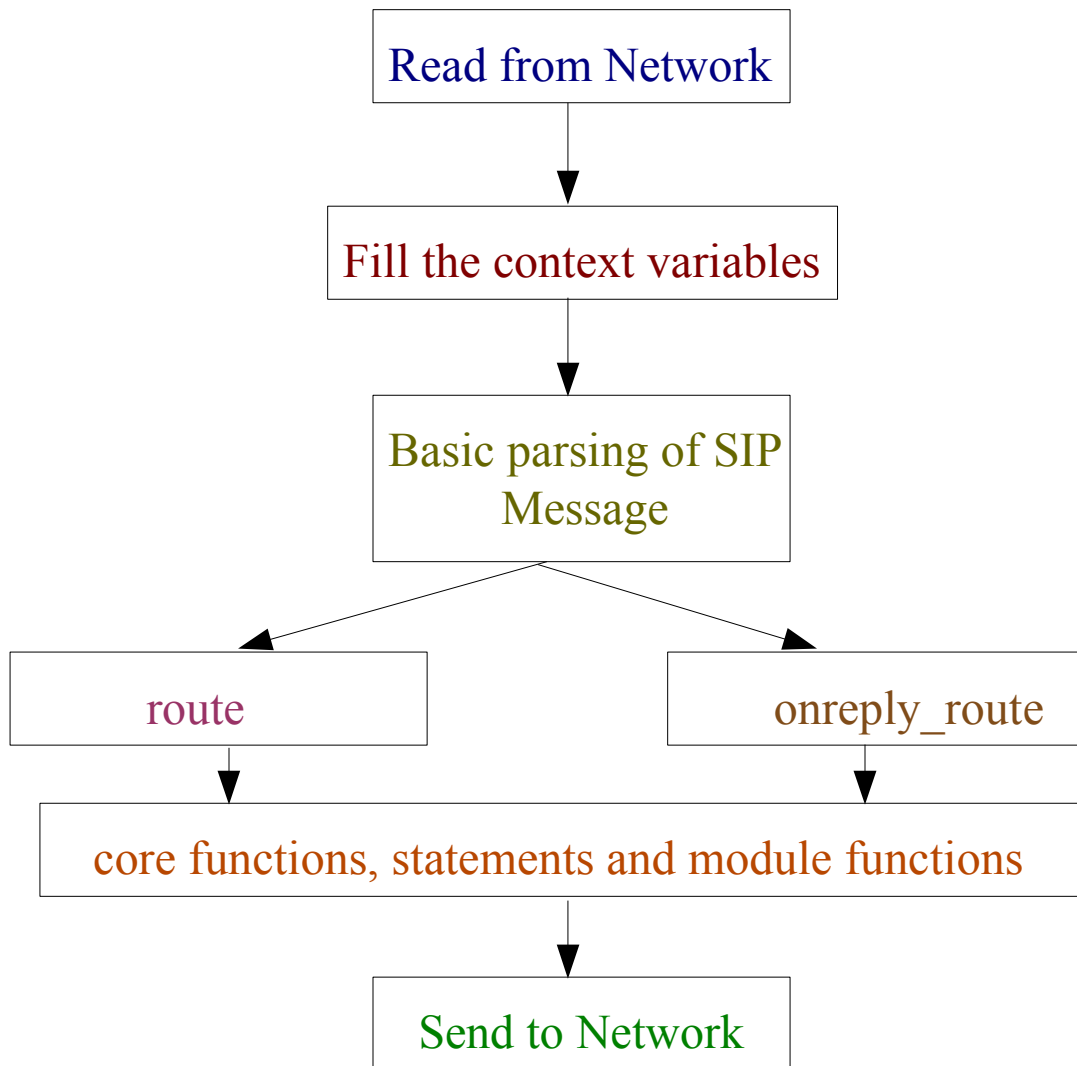 Read from Network
Fill the context variables
Basic parsing of SIP
Message
route
onreply_route
core functions, statements and module functions
Send to Network